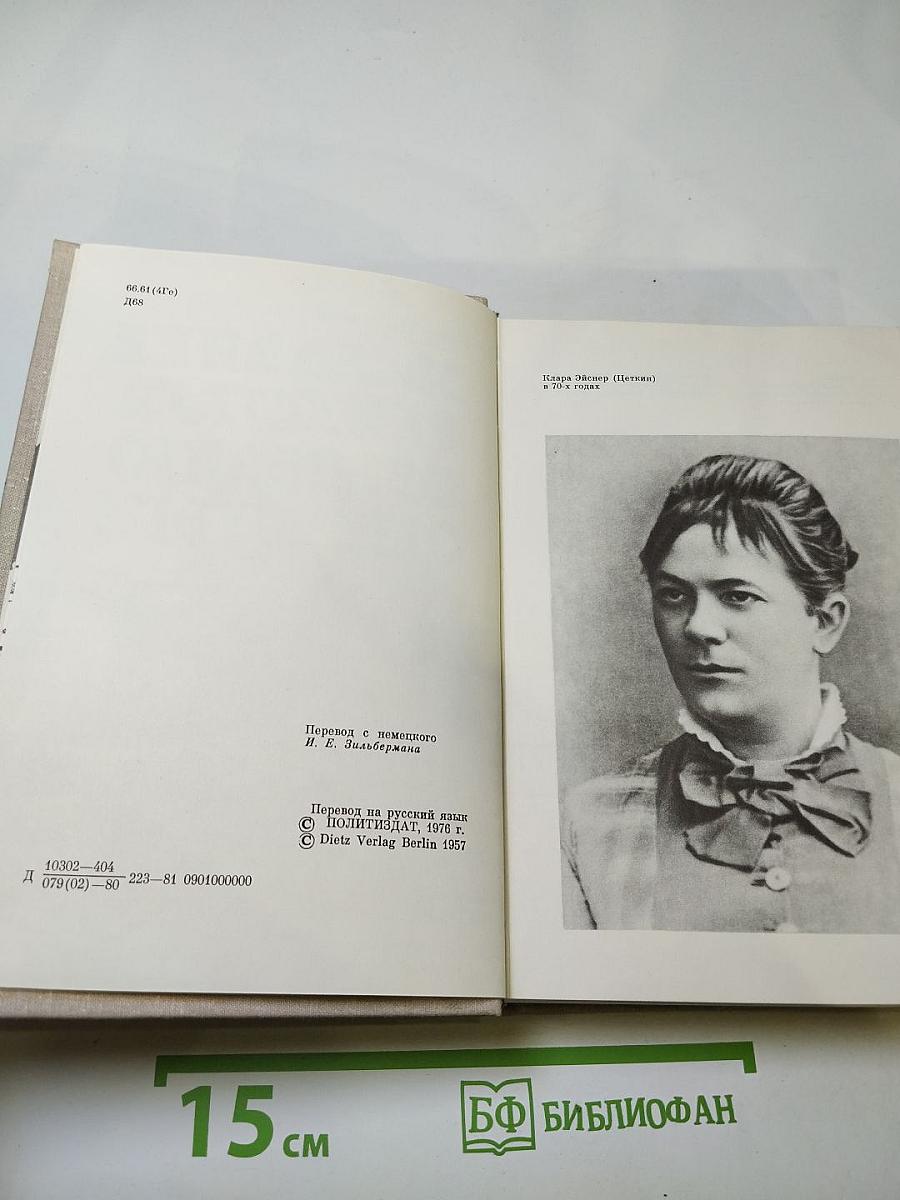 66.61(4Ге)
Д68
Перевод с немецкого
И. Е. Зильбермана
Перевод на русский язык
© ПОЛИТИЗДАТ, 1976 г.
© Dietz Verlag Berlin 1957
Д 10302—404
079(02)—80 223—81 0901000000
Клара Эйснер (Цеткин)
в 70-х годах
15 см
БФ БИБЛИОФАН